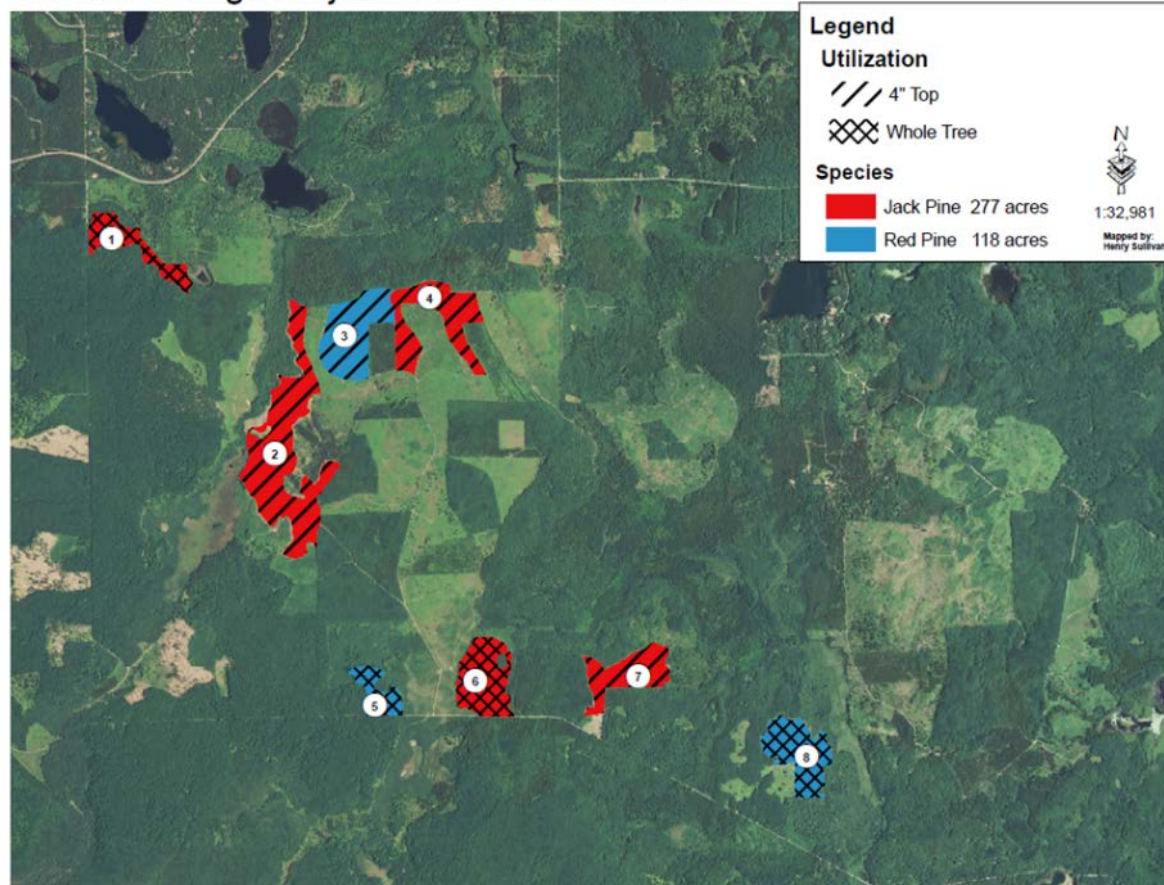 Legend
Utilization
4" Top
Whole Tree
Species
Jack Pine 277 acres
Red Pine 118 acres
N
1:32,981
Mapped by:
Henry Sullivan
1
2
3
4
5
6
7
8